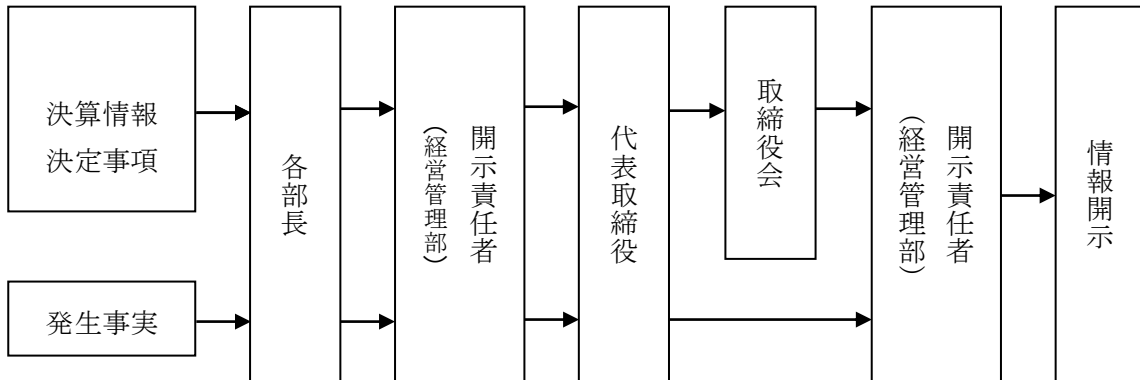 決算情報
決定事項
発生事実
各部長
開示責任者
（経営管理部）
代表取締役
取締役会
開示責任者
（経営管理部）
情報開示